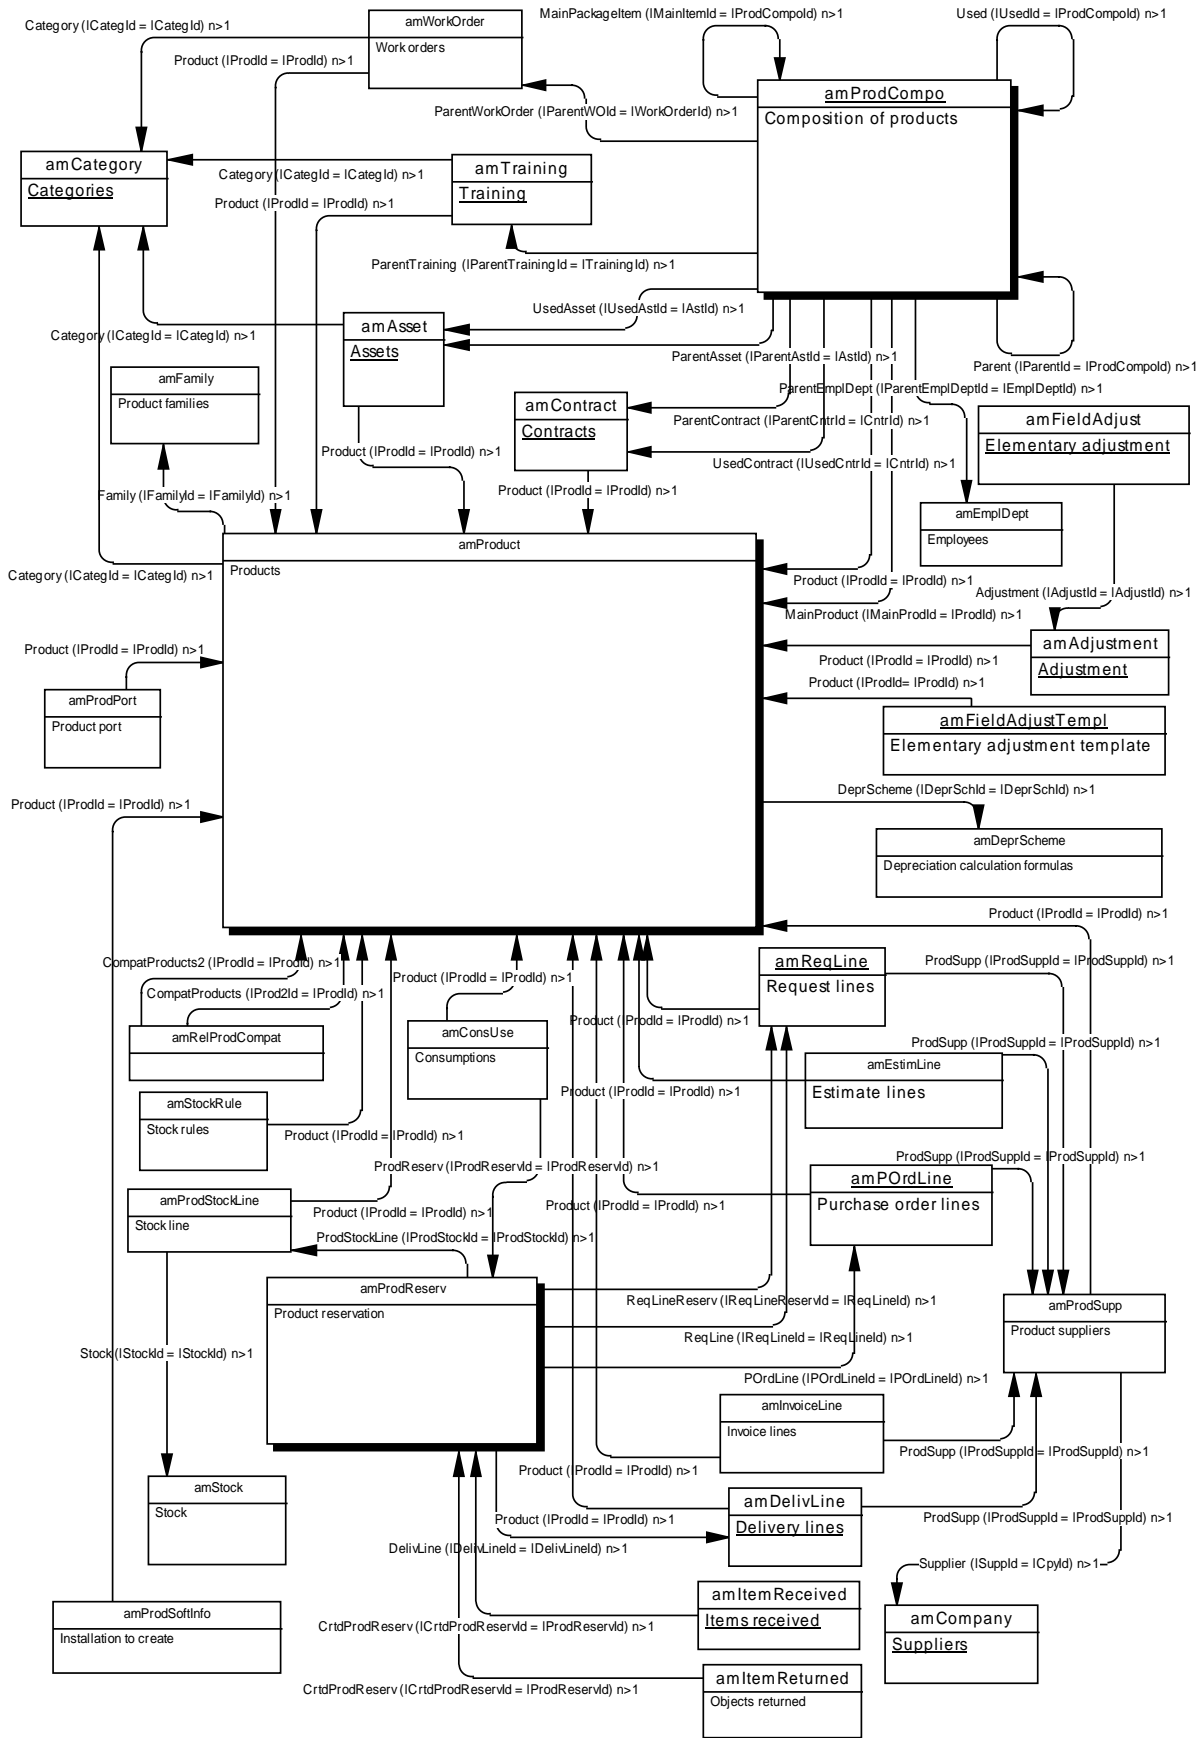 MainPackageItem (lMainItemId = lProdCompoId) n>1
Used (lUsedId = lProdCompoId) n>1
Category (lCategId = lCategId) n>1
amWorkOrder
Work orders
Product (lProdId = lProdId) n>1
amProdCompo
Composition of products
ParentWorkOrder (lParentWOId = lWorkOrderId) n>1
amCategory
Categories
amTraining
Training
Category (lCategId = lCategId) n>1
Product (lProdId = lProdId) n>1
ParentTraining (lParentTrainingId = lTrainingId) n>1
UsedAsset (lUsedAstId = lAstId) n>1
amAsset
Assets
Category (lCategId = lCategId) n>1
ParentAsset (lParentAstId = lAstId) n>1
Parent (lParentId = lProdCompoId) n>1
amFamily
Product families
ParentEmplDept (lParentEmplDeptId = lEmplDeptId) n>1
amContract
Contracts
ParentContract (lParentCntrId = lCntrId) n>1
amFieldAdjust
Elementary adjustment
Product (lProdId = lProdId) n>1
UsedContract (lUsedCntrId = lCntrId) n>1
Family (lFamilyId = lFamilyId) n>1
Product (lProdId = lProdId) n>1
amEmplDept
Employees
amProduct
Products
Category (lCategId = lCategId) n>1
Product (lProdId = lProdId) n>1
Adjustment (lAdjustId = lAdjustId) n>1
MainProduct (lMainProdId = lProdId) n>1
amAdjustment
Adjustment
Product (lProdId = lProdId) n>1
Product (lProdId = lProdId) n>1
Product (lProdId= lProdId) n>1
amProdPort
Product port
amFieldAdjustTempl
Elementary adjustment template
DeprScheme (lDeprSchId = lDeprSchId) n>1
Product (lProdId = lProdId) n>1
amDeprScheme
Depreciation calculation formulas
Product (lProdId = lProdId) n>1
CompatProducts2 (lProdId = lProdId) n>1
Product (lProdId = lProdId) n>1
amReqLine
Request lines
ProdSupp (lProdSuppId = lProdSuppId) n>1
CompatProducts (lProd2Id = lProdId) n>1
Product (lProdId = lProdId) n>1
amRelProdCompat
amConsUse
Consumptions
ProdSupp (lProdSuppId = lProdSuppId) n>1
amEstimLine
Estimate lines
Product (lProdId = lProdId) n>1
amStockRule
Stock rules
Product (lProdId = lProdId) n>1
ProdSupp (lProdSuppId = lProdSuppId) n>1
ProdReserv (lProdReservId = lProdReservId) n>1
amPOrdLine
Purchase order lines
amProdStockLine
Stock line
Product (lProdId = lProdId) n>1
Product (lProdId = lProdId) n>1
ProdStockLine (lProdStockId = lProdStockId) n>1
amProdReserv
Product reservation
ReqLineReserv (lReqLineReservId = lReqLineId) n>1
amProdSupp
Product suppliers
ReqLine (lReqLineId = lReqLineId) n>1
Stock (lStockId = lStockId) n>1
POrdLine (lPOrdLineId = lPOrdLineId) n>1
amInvoiceLine
Invoice lines
ProdSupp (lProdSuppId = lProdSuppId) n>1
Product (lProdId = lProdId) n>1
amStock
Stock
amDelivLine
Delivery lines
Product (lProdId = lProdId) n>1
ProdSupp (lProdSuppId = lProdSuppId) n>1
DelivLine (lDelivLineId = lDelivLineId) n>1
Supplier (lSuppId = lCpyId) n>1
amItemReceived
Items received
amProdSoftInfo
Installation to create
CrtdProdReserv (lCrtdProdReservId = lProdReservId) n>1
amCompany
Suppliers
amItemReturned
Objects returned
CrtdProdReserv (lCrtdProdReservId = lProdReservId) n>1